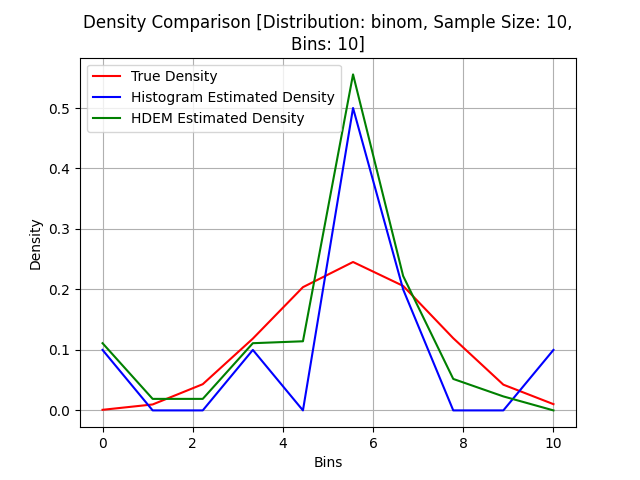 Density Comparison [Distribution: binom, Sample Size: 10,
Bins: 10]
True Density
Histogram Estimated Density
HDEM Estimated Density
Density
0.5
0.4
0.3
0.2
0.1
0.0
0 2 4 6 8 10
Bins